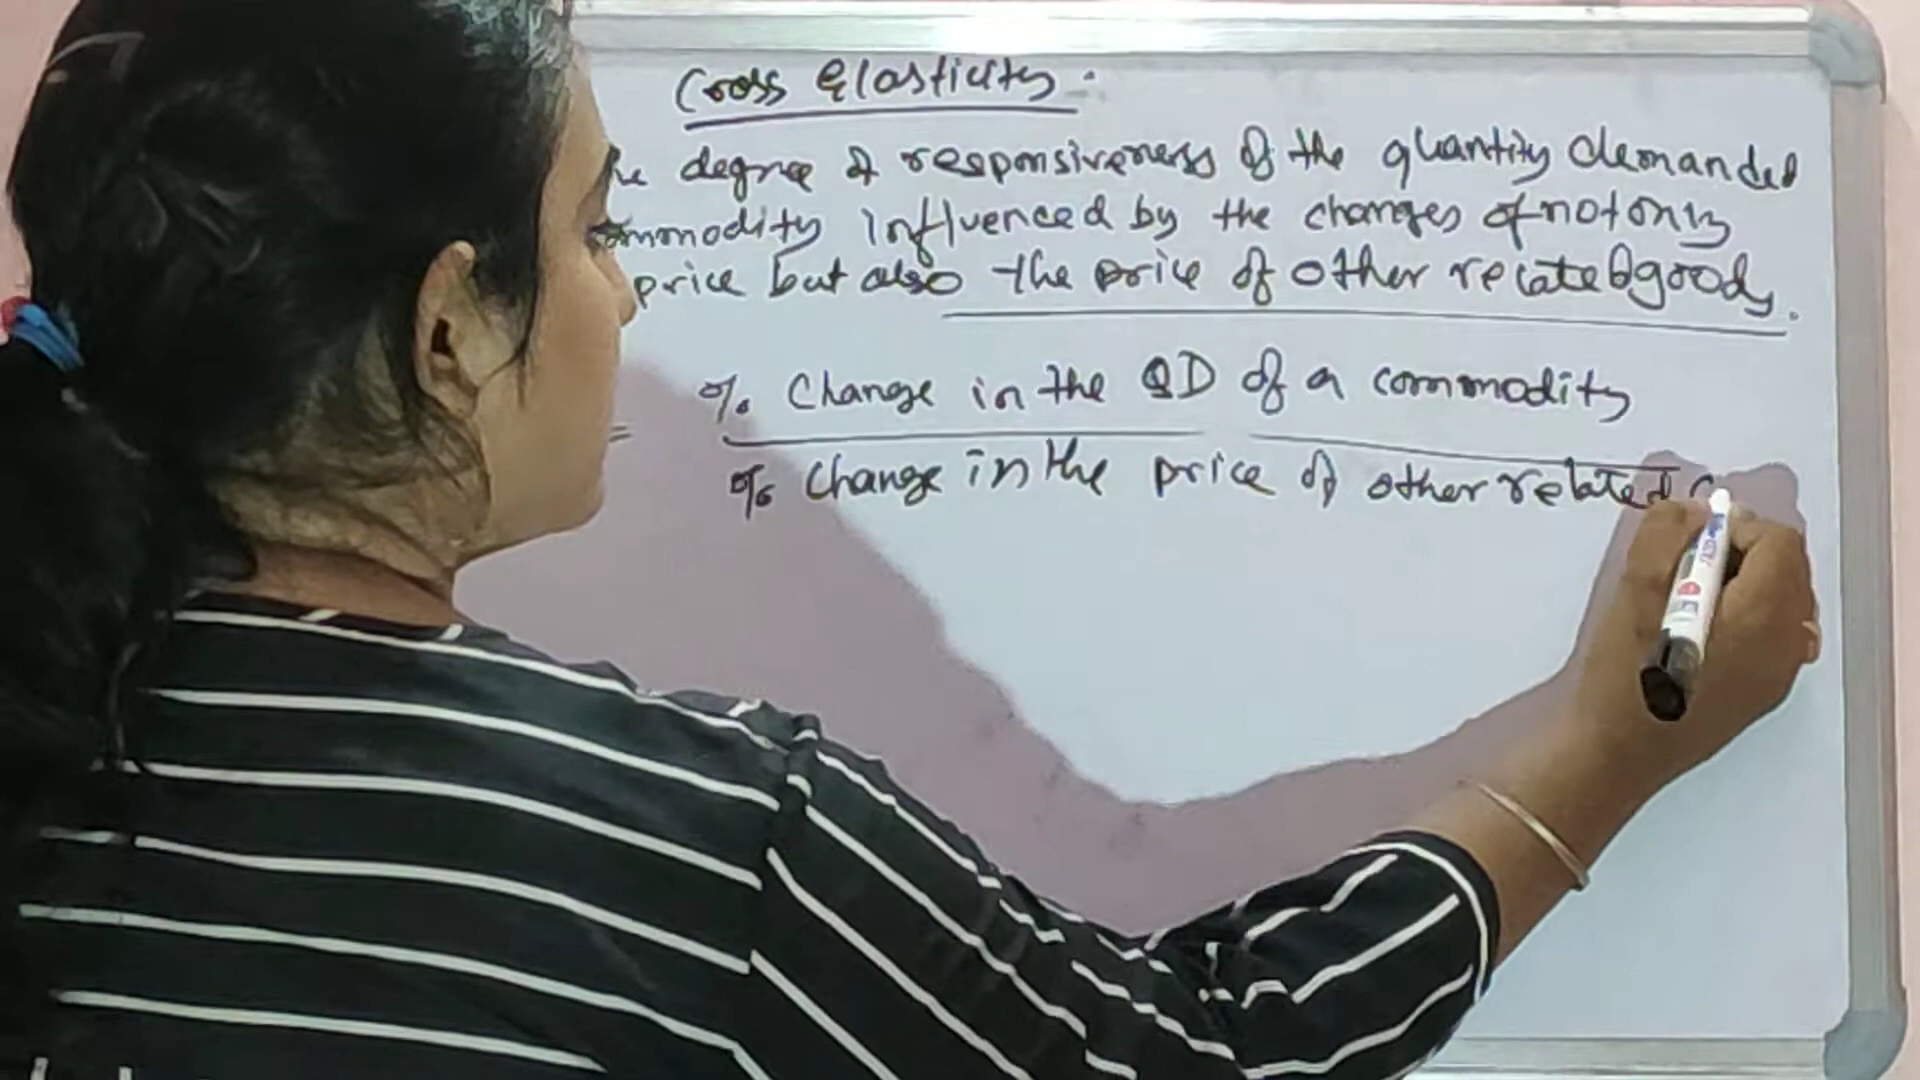 Cross Elasticity :-
he degree of responsiveness of the quantity demanded
ommodity influenced by the changes of not only
price but also the price of other related goods.
= % Change in the QD of a commodity
% Change in the price of other related